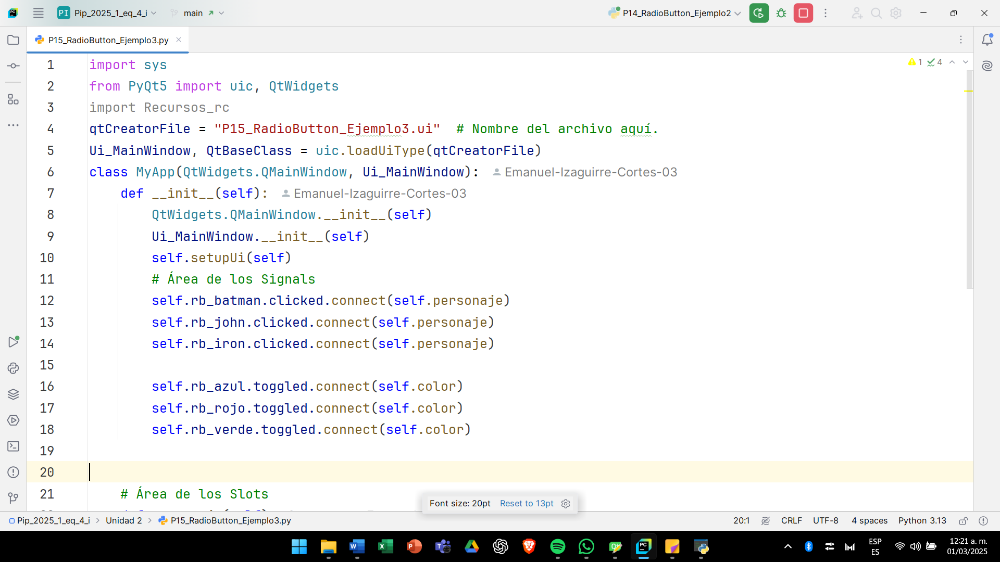 PI Pip_2025_1_eq_4_i main P14_RadioButton_Ejemplo2
P15_RadioButton_Ejemplo3.py
1 4
1 import sys
2 from PyQt5 import uic, QtWidgets
3 import Recursos_rc
4 qtCreatorFile = "P15_RadioButton_Ejemplo3.ui"  # Nombre del archivo aquí.
5 Ui_MainWindow, QtBaseClass = uic.loadUiType(qtCreatorFile)
6 class MyApp(QtWidgets.QMainWindow, Ui_MainWindow): Emanuel-Izaguirre-Cortes-03
7 def __init__(self): Emanuel-Izaguirre-Cortes-03
8 QtWidgets.QMainWindow.__init__(self)
9 Ui_MainWindow.__init__(self)
10 self.setupUi(self)
11 # Área de los Signals
12 self.rb_batman.clicked.connect(self.personaje)
13 self.rb_john.clicked.connect(self.personaje)
14 self.rb_iron.clicked.connect(self.personaje)
15
16 self.rb_azul.toggled.connect(self.color)
17 self.rb_rojo.toggled.connect(self.color)
18 self.rb_verde.toggled.connect(self.color)
19
20
21 # Área de los Slots
Font size: 20pt Reset to 13pt
Pip_2025_1_eq_4_i > Unidad 2 > P15_RadioButton_Ejemplo3.py 20:1 CRLF UTF-8 4 spaces Python 3.13
ESP
ES
12:21 a. m.
01/03/2025